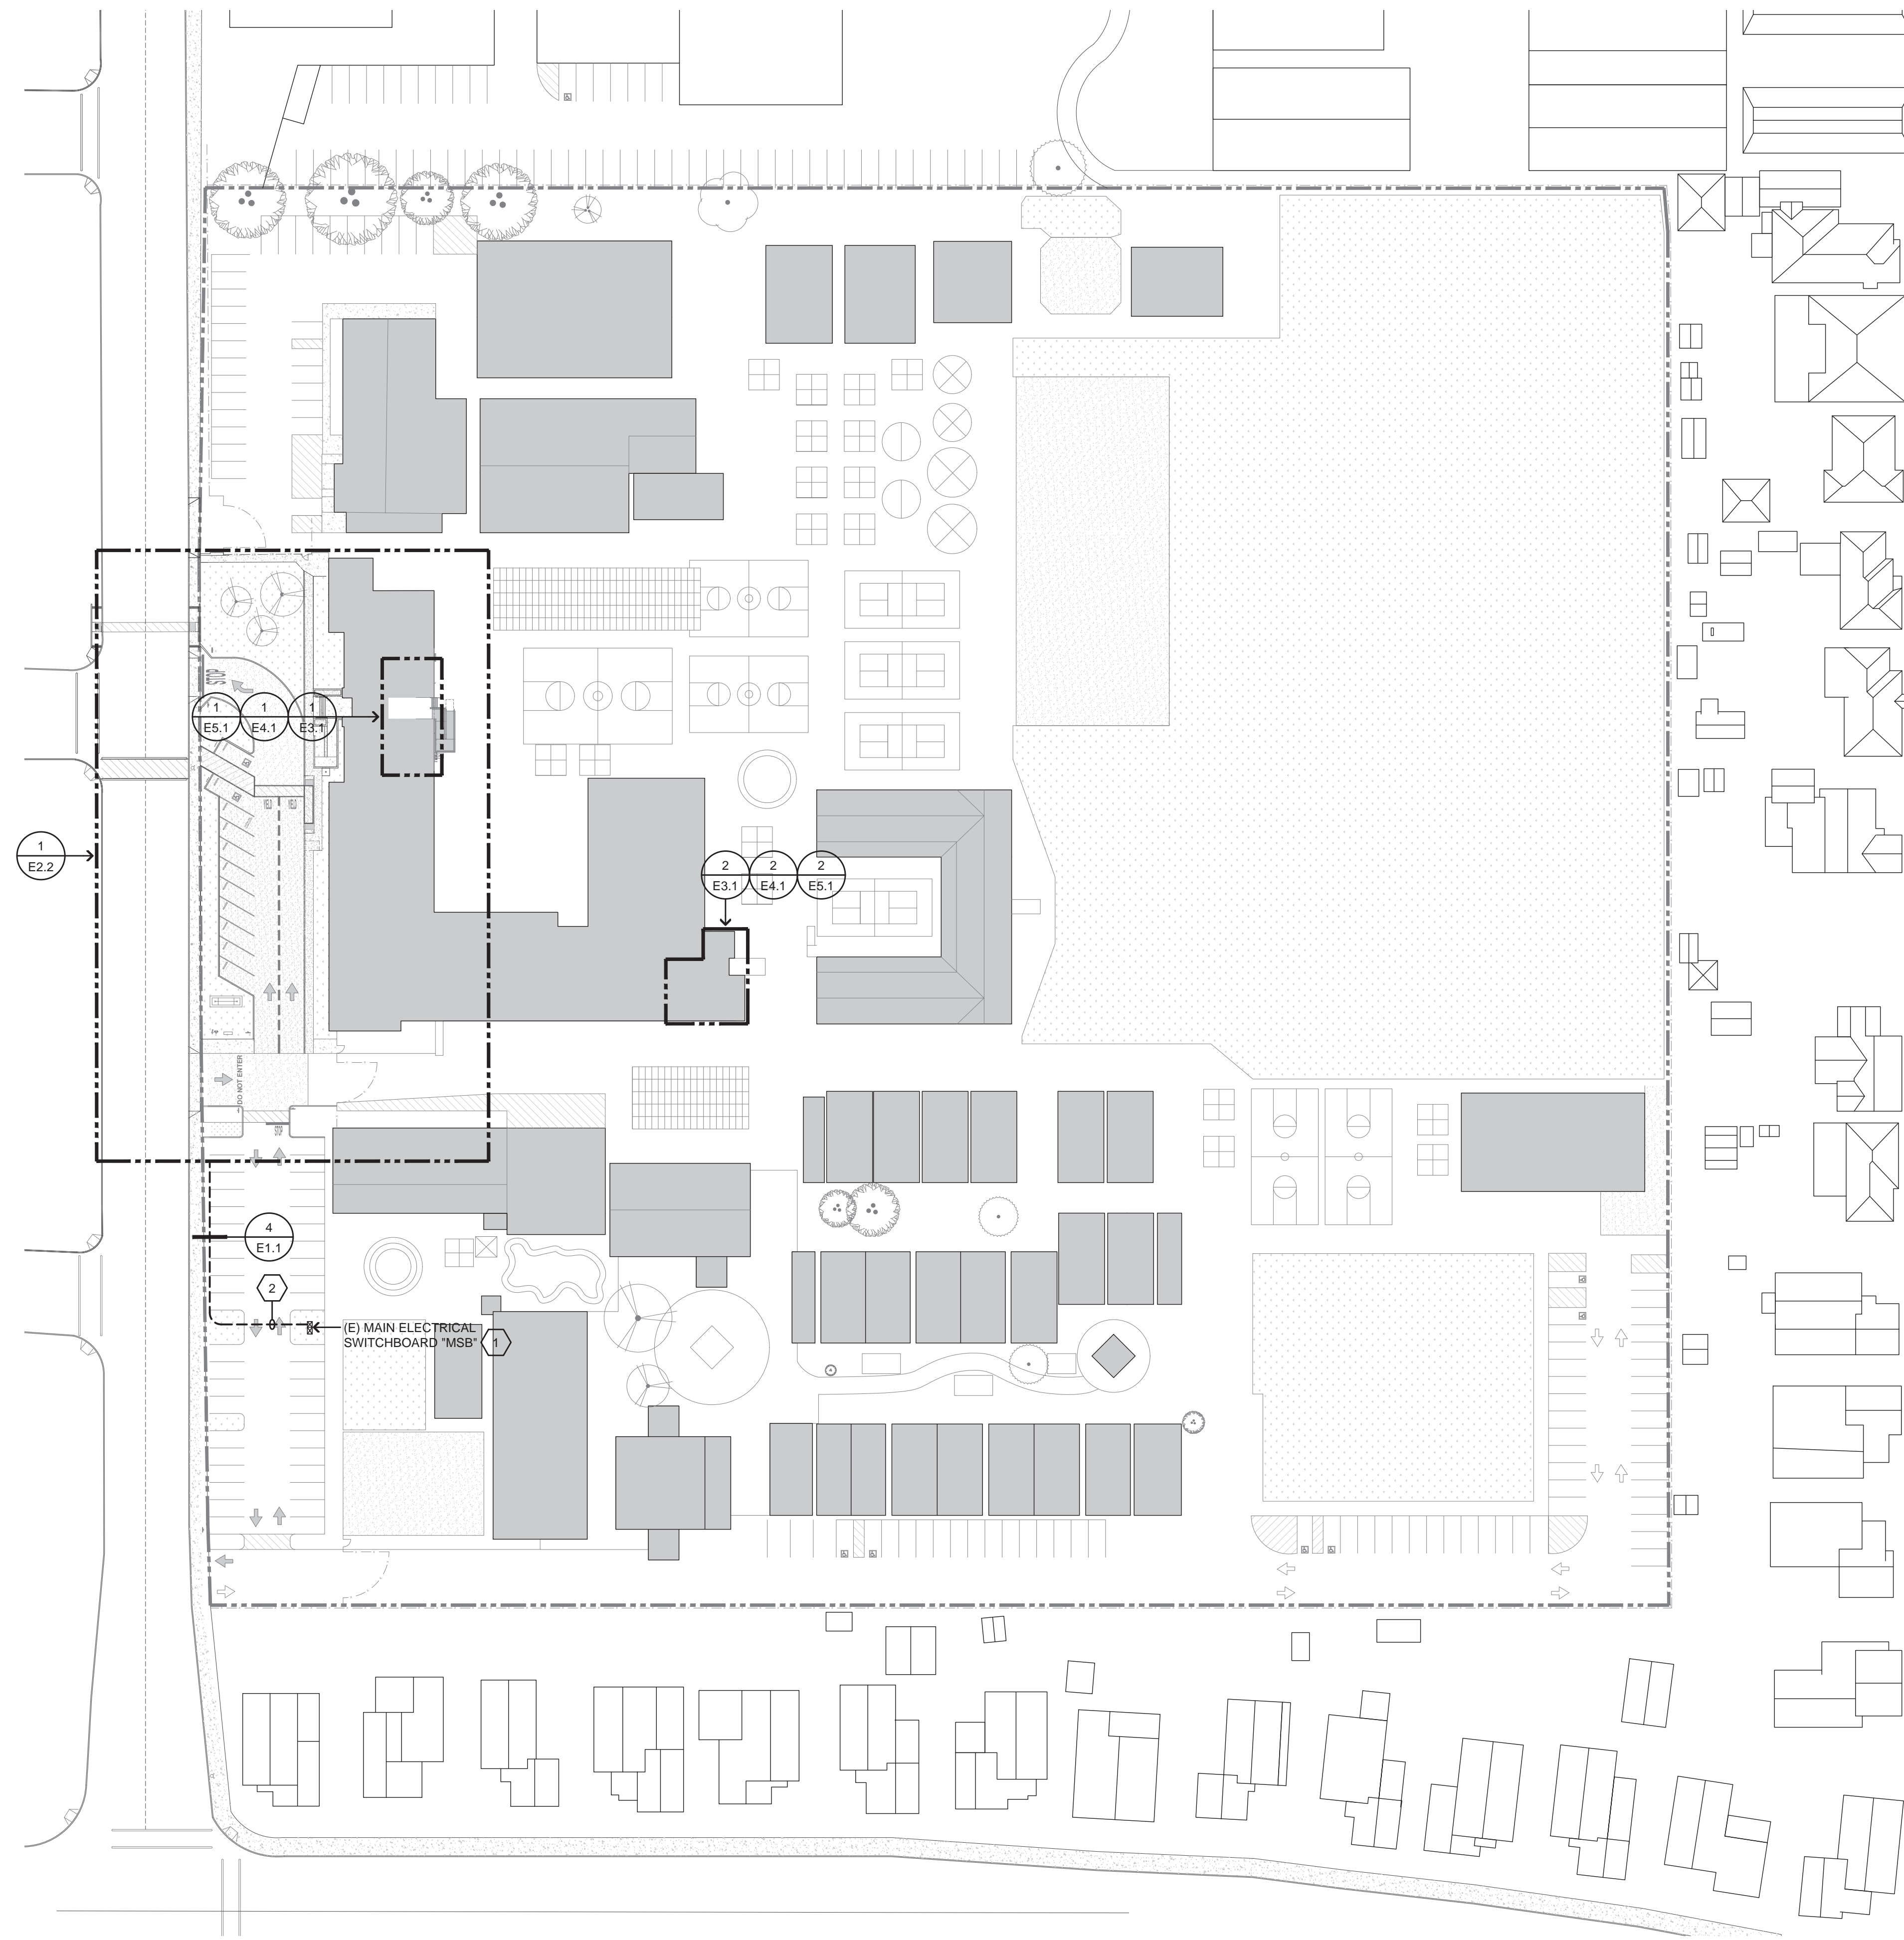 STOP
1
E5.1
1
E4.1
1
E3.1
1
E2.2
2
E3.1
2
E4.1
2
E5.1
DO NOT ENTER
4
E1.1
2
(E) MAIN ELECTRICAL
SWITCHBOARD "MSB"
1